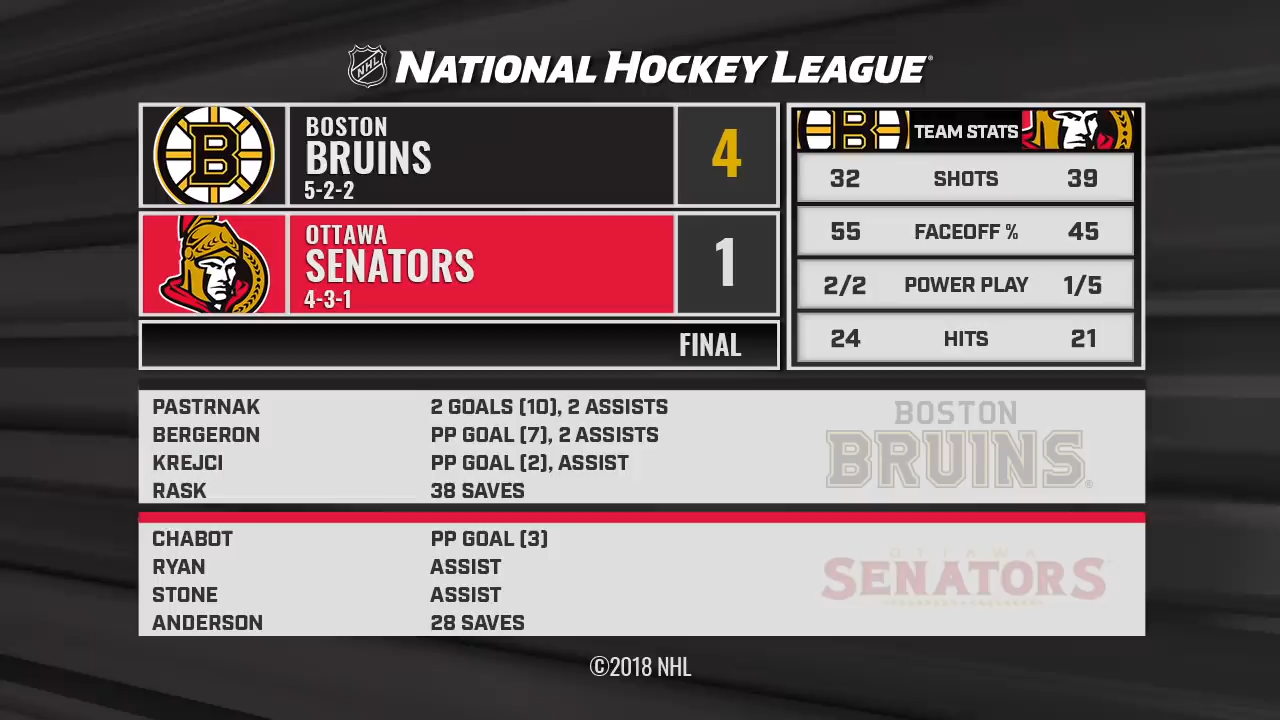 NHL NATIONAL HOCKEY LEAGUE
BOSTON
BRUINS
5-2-2
4
OTTAWA
SENATORS
4-3-1
1
FINAL
TEAM STATS
32 SHOTS 39
55 FACEOFF % 45
2/2 POWER PLAY 1/5
24 HITS 21
PASTRNAK 2 GOALS (10), 2 ASSISTS
BERGERON PP GOAL (7), 2 ASSISTS
KREJCI PP GOAL (2), ASSIST
RASK 38 SAVES
BOSTON
BRUINS®
CHABOT PP GOAL (3)
RYAN ASSIST
STONE ASSIST
ANDERSON 28 SAVES
OTTAWA
SENATORS
©2018 NHL